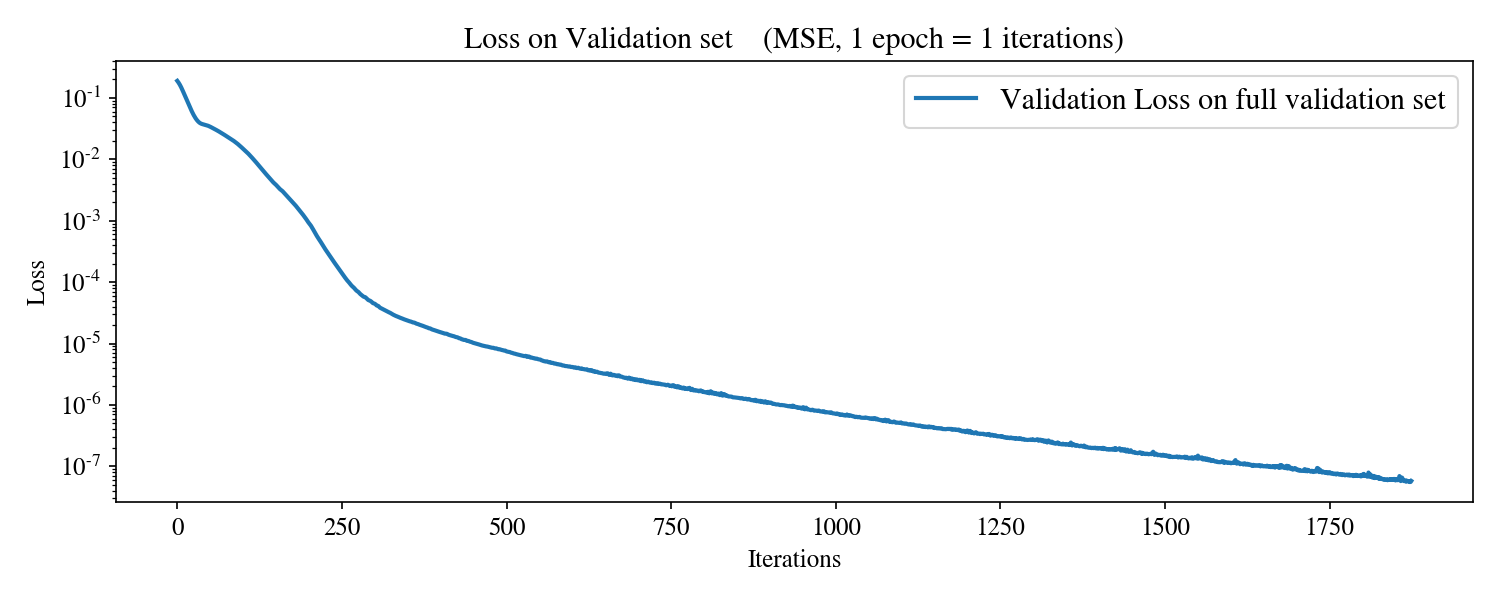 Loss on Validation set (MSE, 1 epoch = 1 iterations)
Validation Loss on full validation set
10⁻¹
10⁻²
10⁻³
10⁻⁴
10⁻⁵
10⁻⁶
10⁻⁷
Loss
0 250 500 750 1000 1250 1500 1750
Iterations